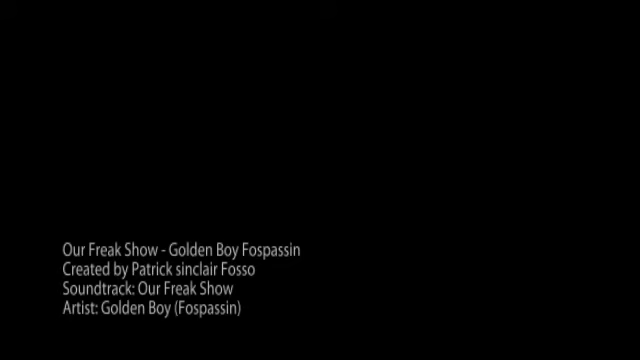 Our Freak Show - Golden Boy Fospassin
Created by Patrick sinclair Fosso
Soundtrack: Our Freak Show
Artist: Golden Boy (Fospassin)